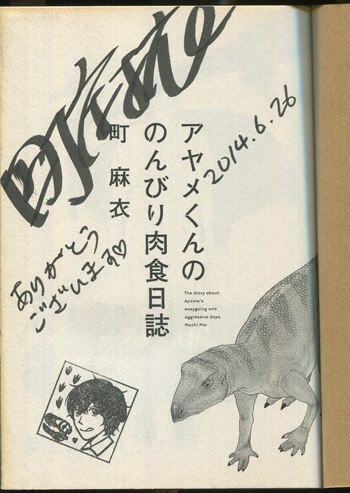 2014.6.26
アヤメくんの
のんびり肉食日誌
町 麻衣
The diary about
Ayame's
easygoing and
aggressive days.
Machi Mai
ありがとう
ございます♡